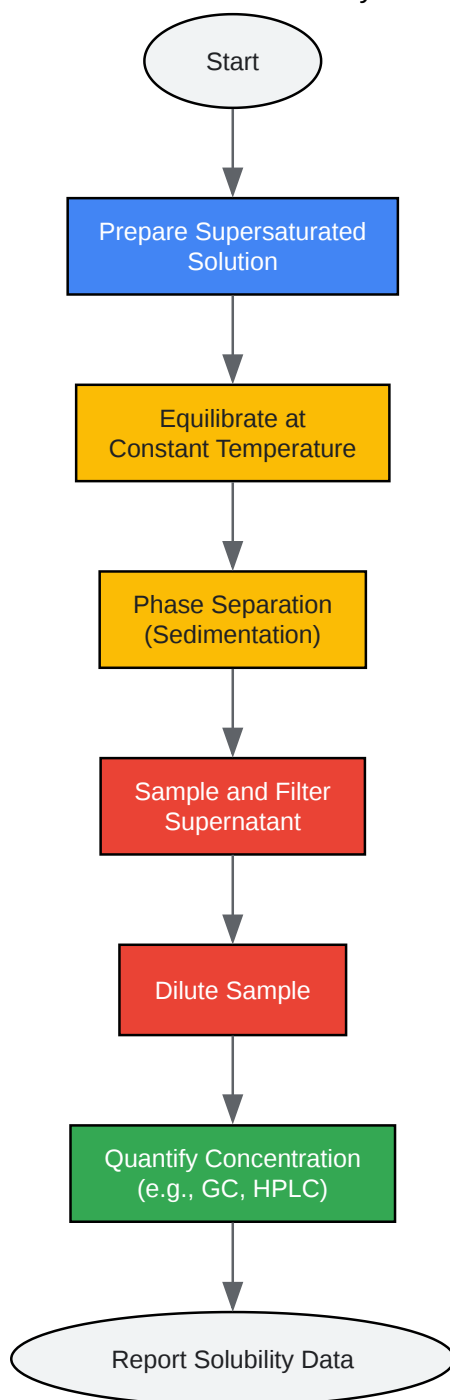 Start
Prepare Supersaturated
Solution
Equilibrate at
Constant Temperature
Phase Separation
(Sedimentation)
Sample and Filter
Supernatant
Dilute Sample
Quantify Concentration
(e.g., GC, HPLC)
Report Solubility Data